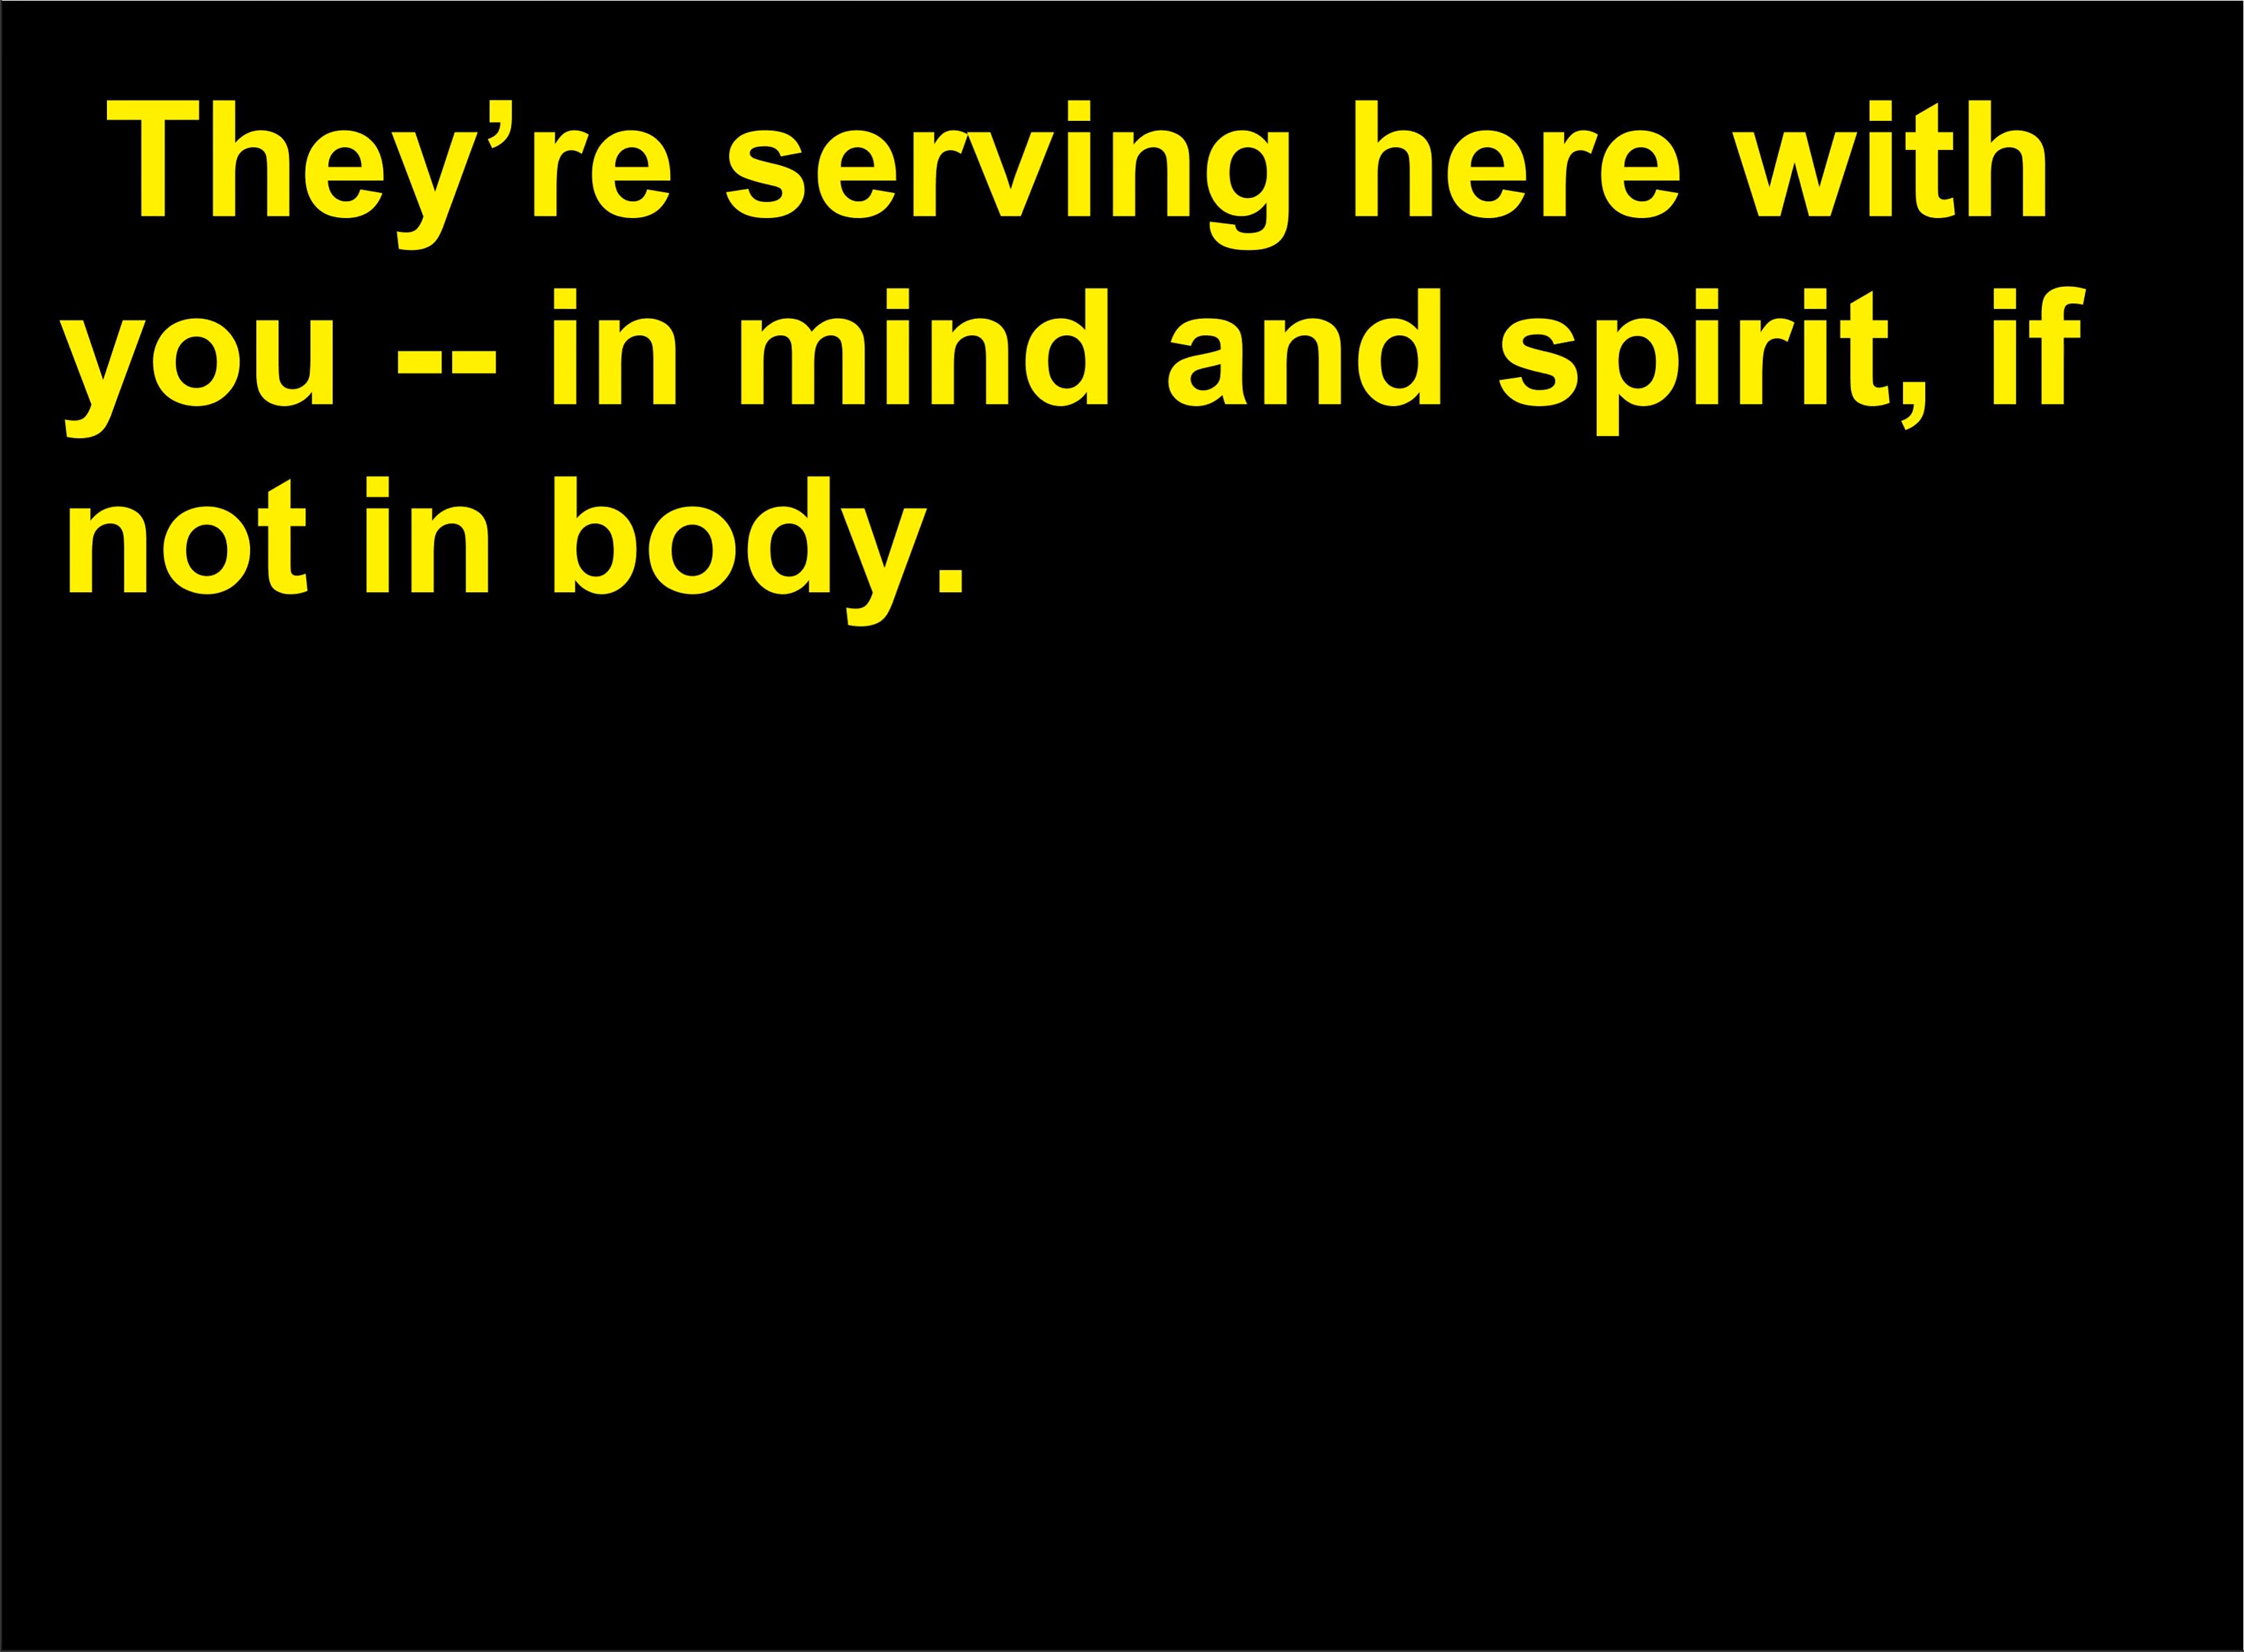 They’re serving here with
you -- in mind and spirit, if
not in body.